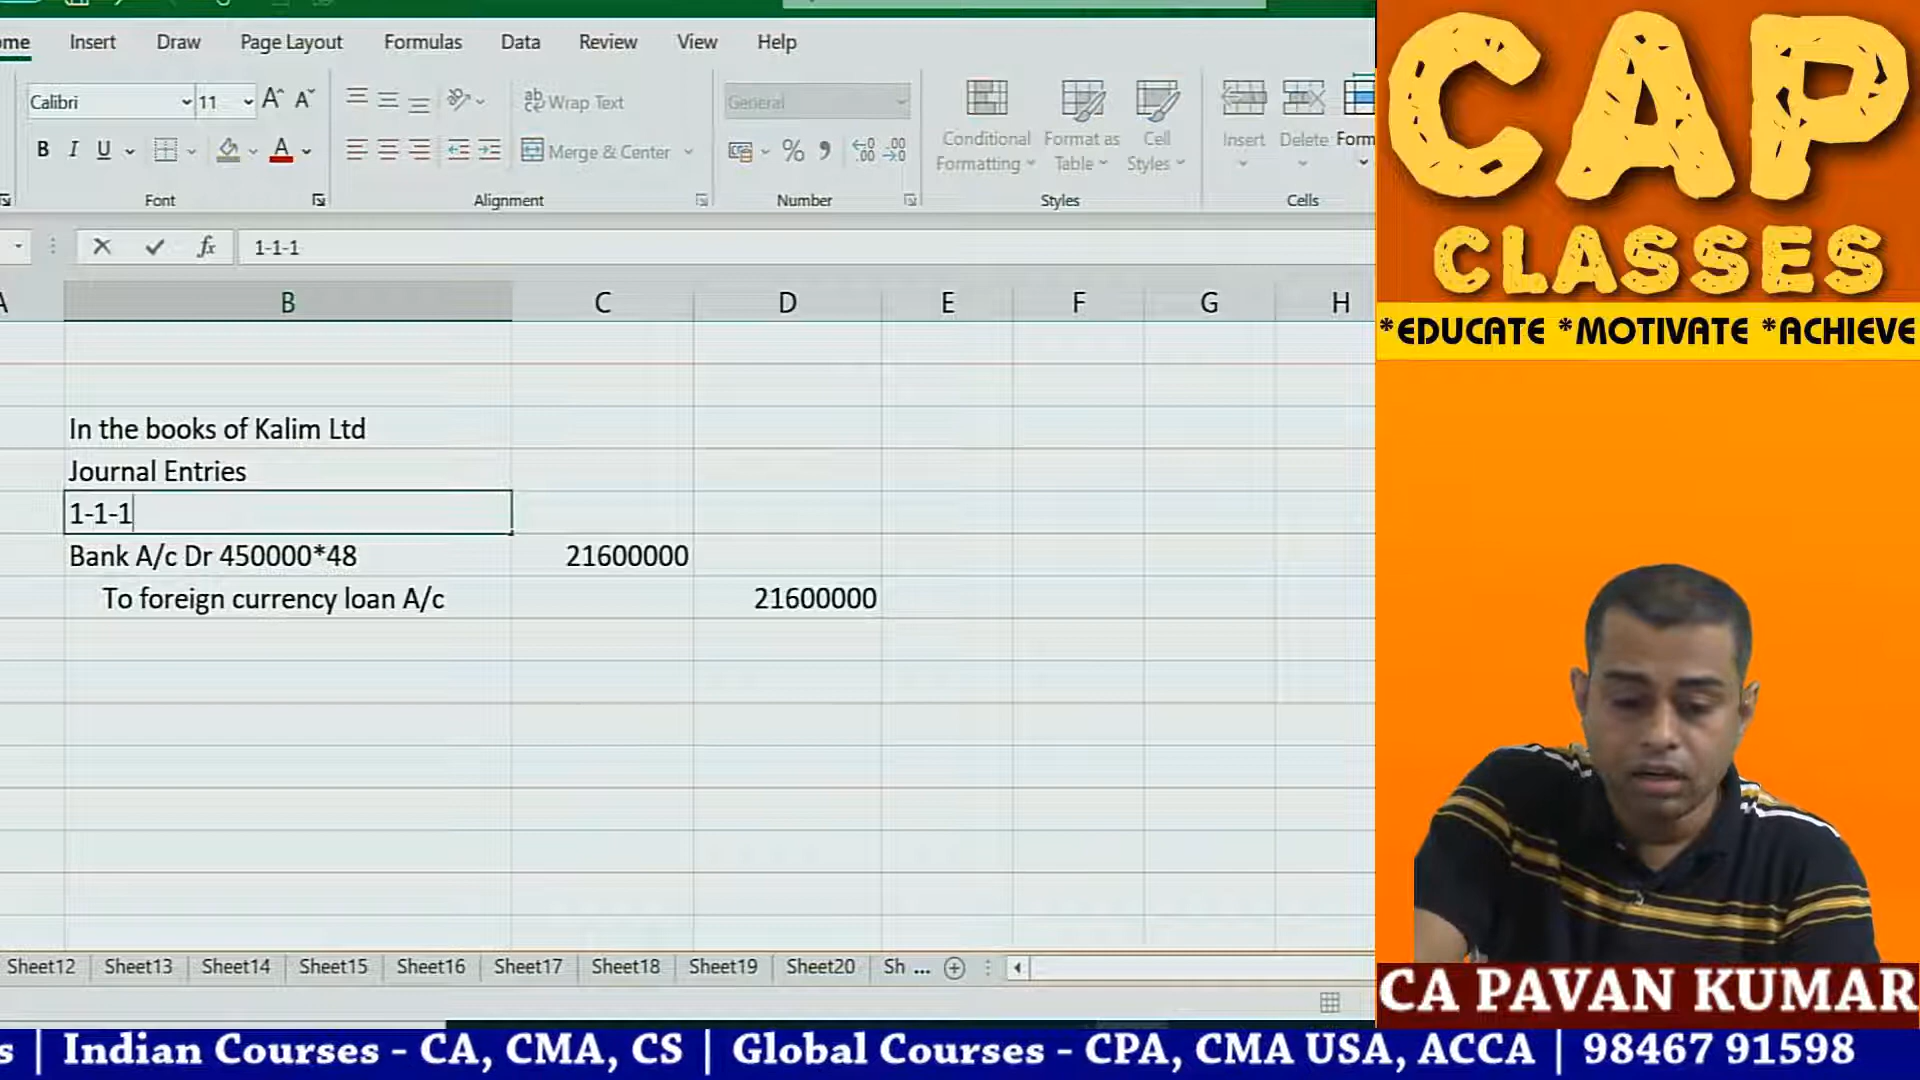 ome Insert Draw Page Layout Formulas Data Review View Help
Calibri 11 A A ab Wrap Text General
B I U A Merge & Center % Conditional Formatting Format as Table Cell Styles Insert Delete Form
Font Alignment Number Styles Cells
fx 1-1-1
A B C D E F G H
In the books of Kalim Ltd
Journal Entries
1-1-1
Bank A/c Dr 450000*48 21600000
To foreign currency loan A/c 21600000
Sheet12 Sheet13 Sheet14 Sheet15 Sheet16 Sheet17 Sheet18 Sheet19 Sheet20 Sh ...
CAP
CLASSES
*EDUCATE *MOTIVATE *ACHIEVE
CA PAVAN KUMAR
s | Indian Courses - CA, CMA, CS | Global Courses - CPA, CMA USA, ACCA | 98467 91598